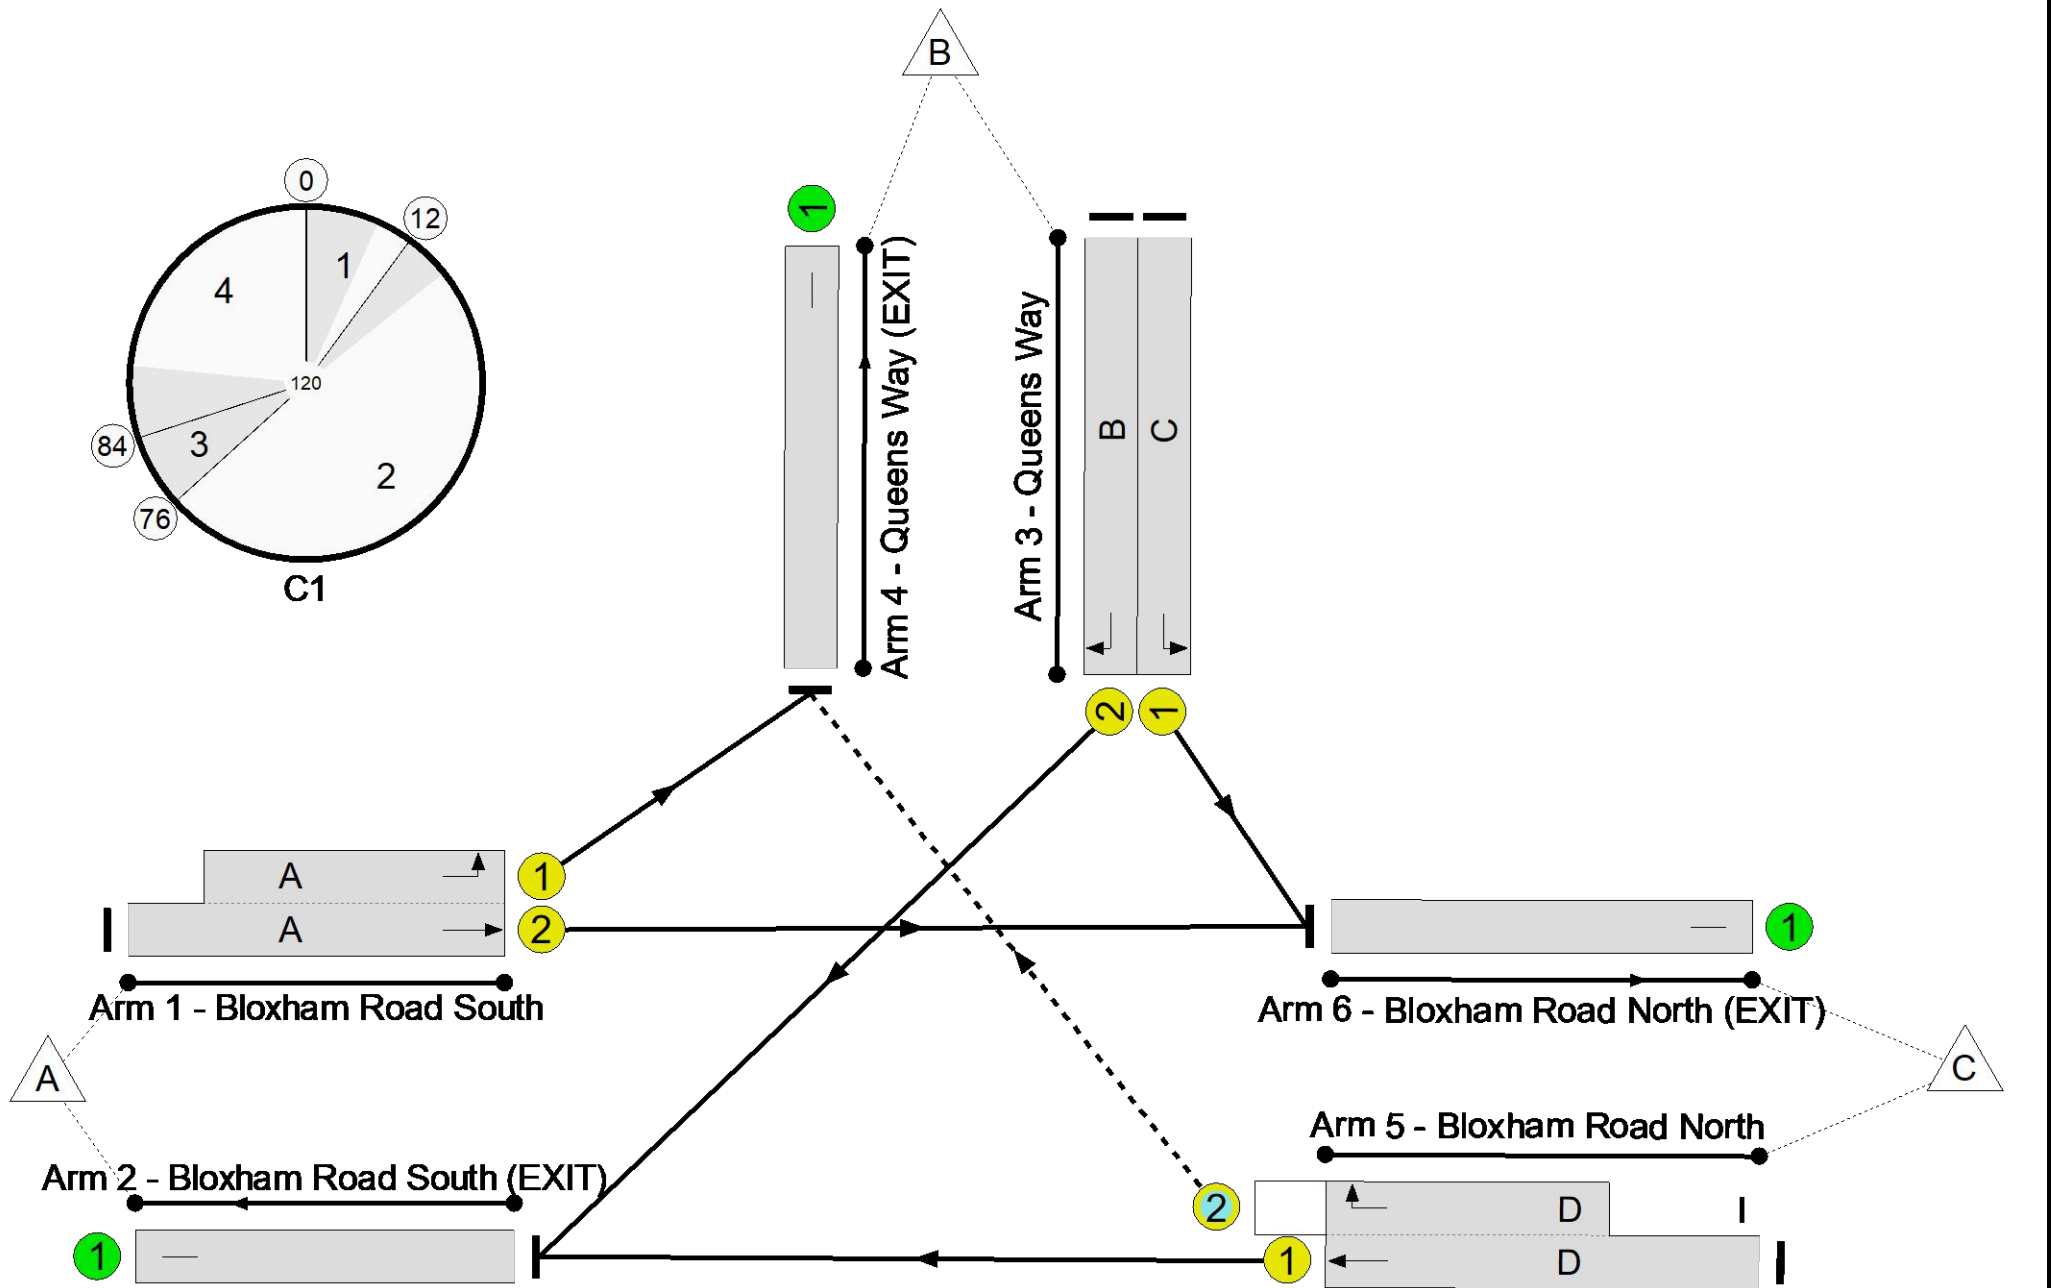 B
0
12
1
4
120
84
3
2
76
C1
1
Arm 4 - Queens Way (EXIT)
Arm 3 - Queens Way
B
C
2
1
A
1
A
2
Arm 1 - Bloxham Road South
1
Arm 6 - Bloxham Road North (EXIT)
A
C
Arm 5 - Bloxham Road North
Arm 2 - Bloxham Road South (EXIT)
2
D
1
1
D